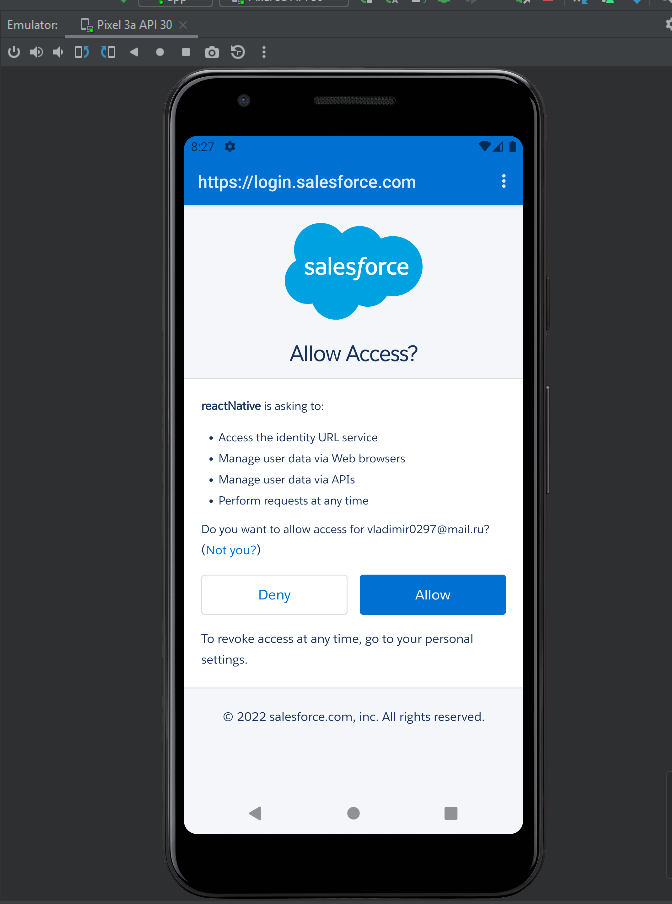 Emulator:
Pixel 3a API 30
8:27
https://login.salesforce.com
salesforce
Allow Access?
reactNative is asking to:
• Access the identity URL service
• Manage user data via Web browsers
• Manage user data via APIs
• Perform requests at any time
Do you want to allow access for vladimir0297@mail.ru?
(Not you?)
Deny
Allow
To revoke access at any time, go to your personal
settings.
© 2022 salesforce.com, inc. All rights reserved.